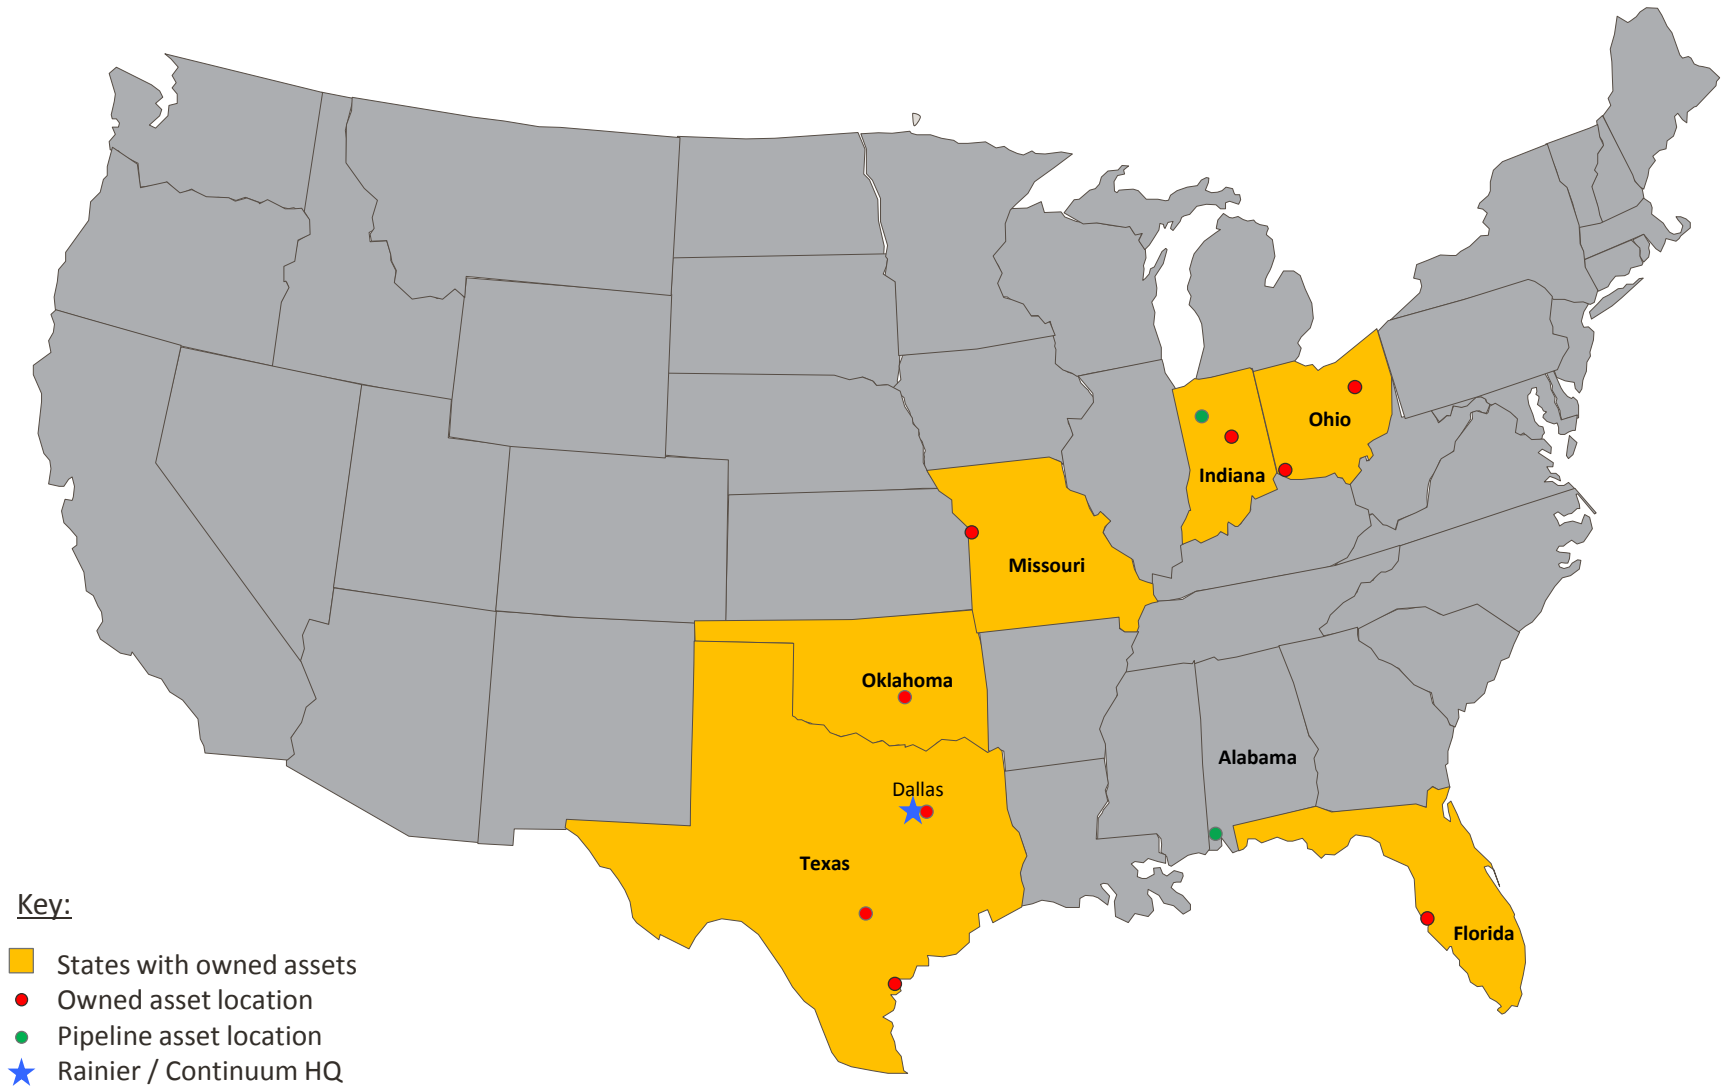 Ohio
Indiana
Missouri
Oklahoma
Alabama
Dallas
Texas
Florida
Key:
States with owned assets
Owned asset location
Pipeline asset location
Rainier / Continuum HQ